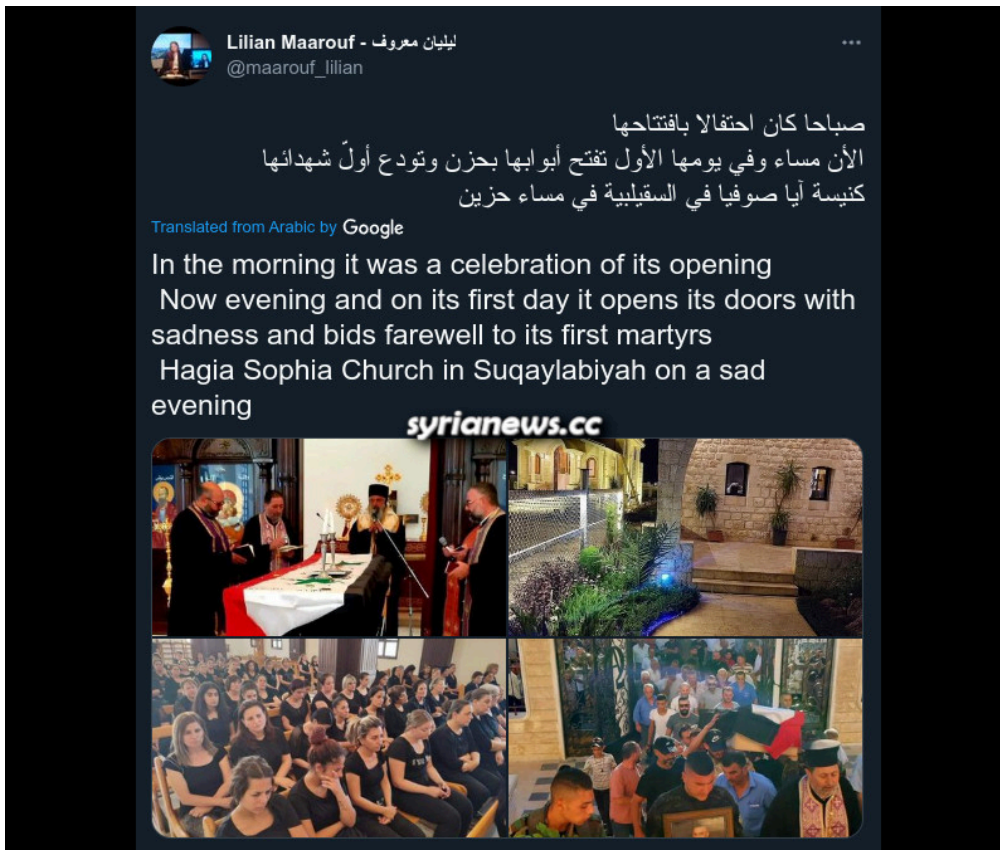 Lilian Maarouf - ليليان معروف
@maarouf_lilian
صباحا كان احتفالا بافتتاحها
الأن مساء وفي يومها الأول تفتح أبوابها بحزن وتودع أولّ شهدائها
كنيسة آيا صوفيا في السقيلبية في مساء حزين
Translated from Arabic by Google
In the morning it was a celebration of its opening
Now evening and on its first day it opens its doors with
sadness and bids farewell to its first martyrs
Hagia Sophia Church in Suqaylabiyah on a sad
evening
syrianews.cc